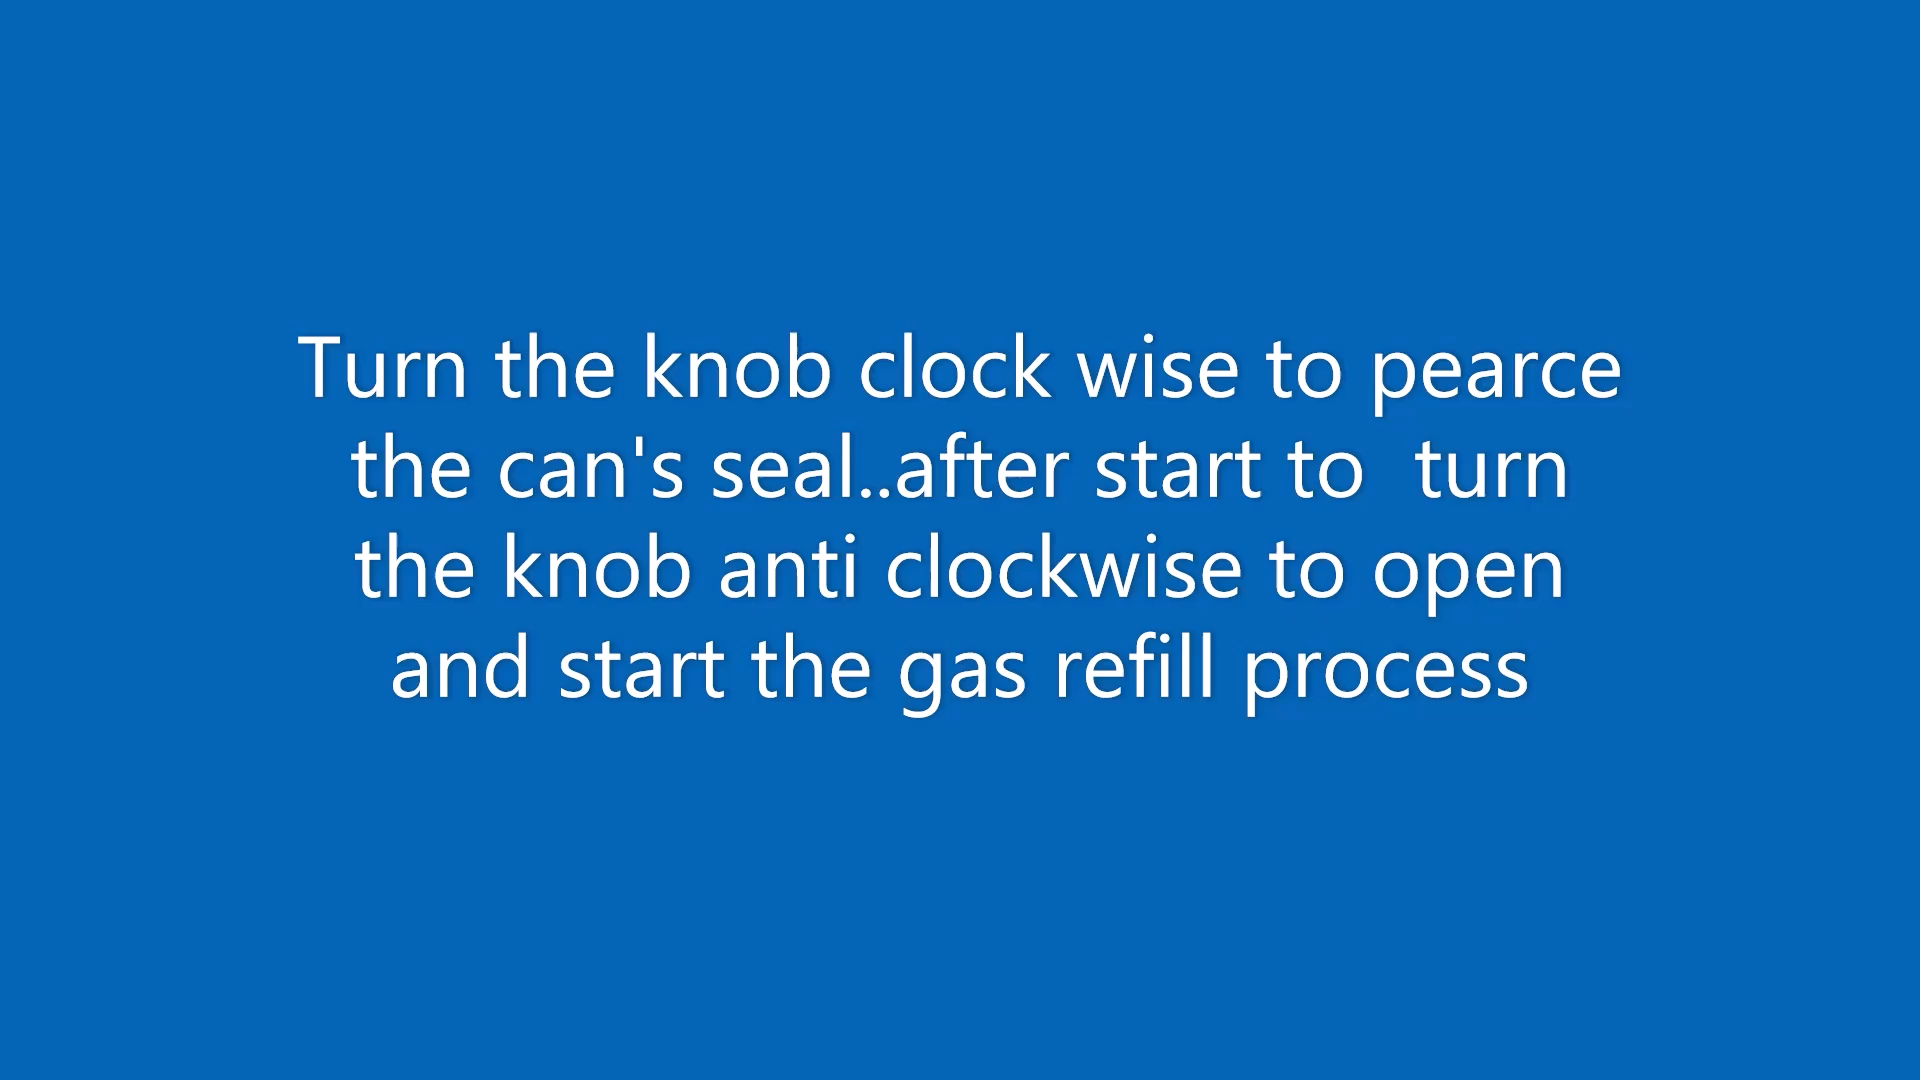 Turn the knob clock wise to pearce
the can's seal..after start to  turn
the knob anti clockwise to open
and start the gas refill process